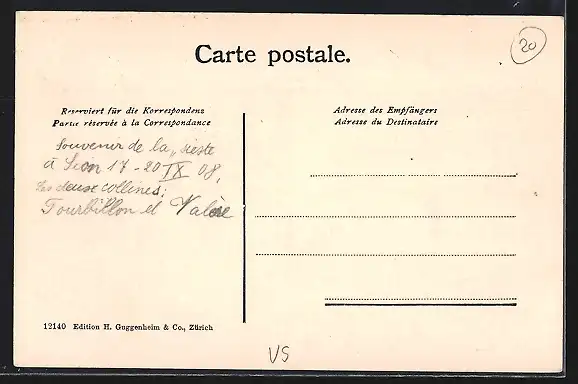 Carte postale.
20
Reserviert für die Korrespondenz
Partie réservée à la Correspondance
Adresse des Empfängers
Adresse du Destinataire
Souvenir de la „ sieste
à Sion 17 - 20 IX 08.
Les deux collines;
Tourbillon et Valère
12140 Edition H. Guggenheim & Co., Zürich
VS